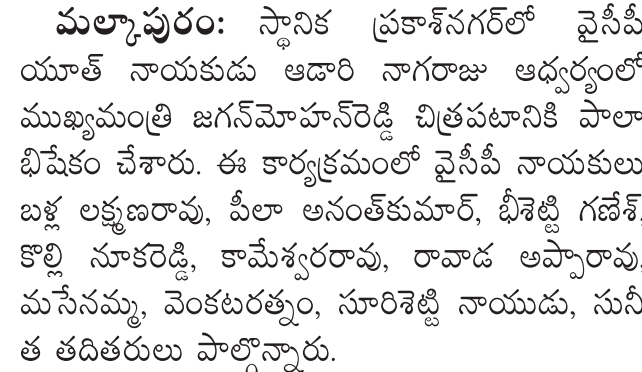 మల్కాపురం: స్థానిక ప్రకాశ్‌నగర్‌లో వైసీపీ
యూత్ నాయకుడు ఆడారి నాగరాజు ఆధ్వర్యంలో
ముఖ్యమంత్రి జగన్‌మోహన్‌రెడ్డి చిత్రపటానికి పాలా
భిషేకం చేశారు. ఈ కార్యక్రమంలో వైసీపీ నాయకులు
బళ్ల లక్ష్మణరావు, పీలా అనంత్‌కుమార్, భీశెట్టి గణేశ్,
కొల్లి నూకరెడ్డి, కామేశ్వరరావు, రావాడ అప్పారావు,
మసేనమ్మ, వెంకటరత్నం, సూరిశెట్టి నాయుడు, సునీ
త తదితరులు పాల్గొన్నారు.